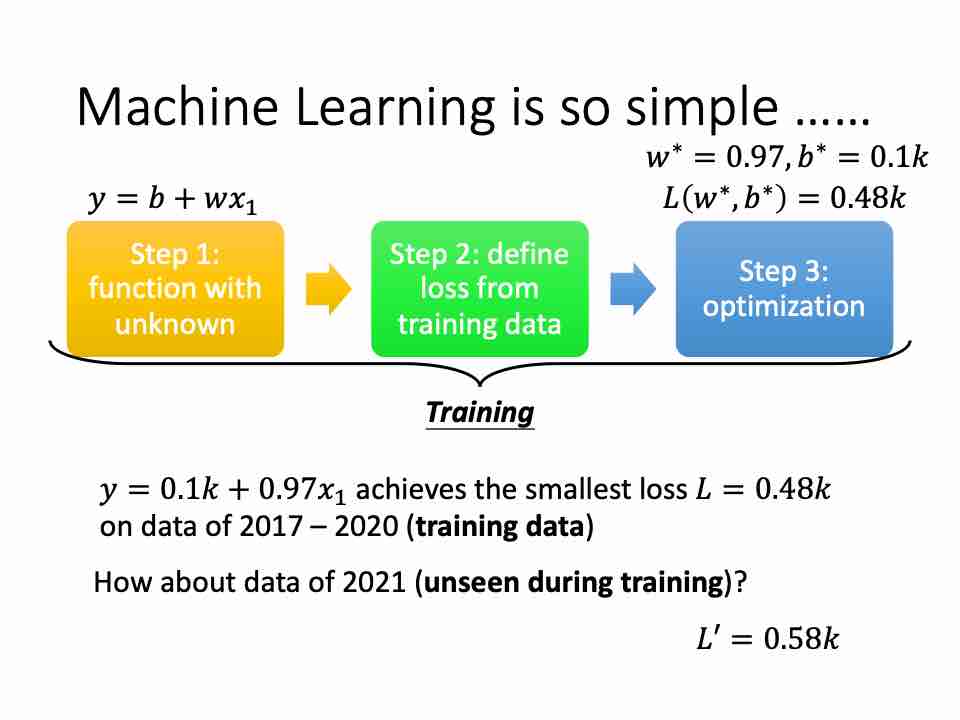 Machine Learning is so simple ……
w* = 0.97, b* = 0.1k
y = b + wx₁
L(w*, b*) = 0.48k
Step 1:
function with
unknown
Step 2: define
loss from
training data
Step 3:
optimization
Training
y = 0.1k + 0.97x₁ achieves the smallest loss L = 0.48k
on data of 2017 – 2020 (training data)
How about data of 2021 (unseen during training)?
L′ = 0.58k